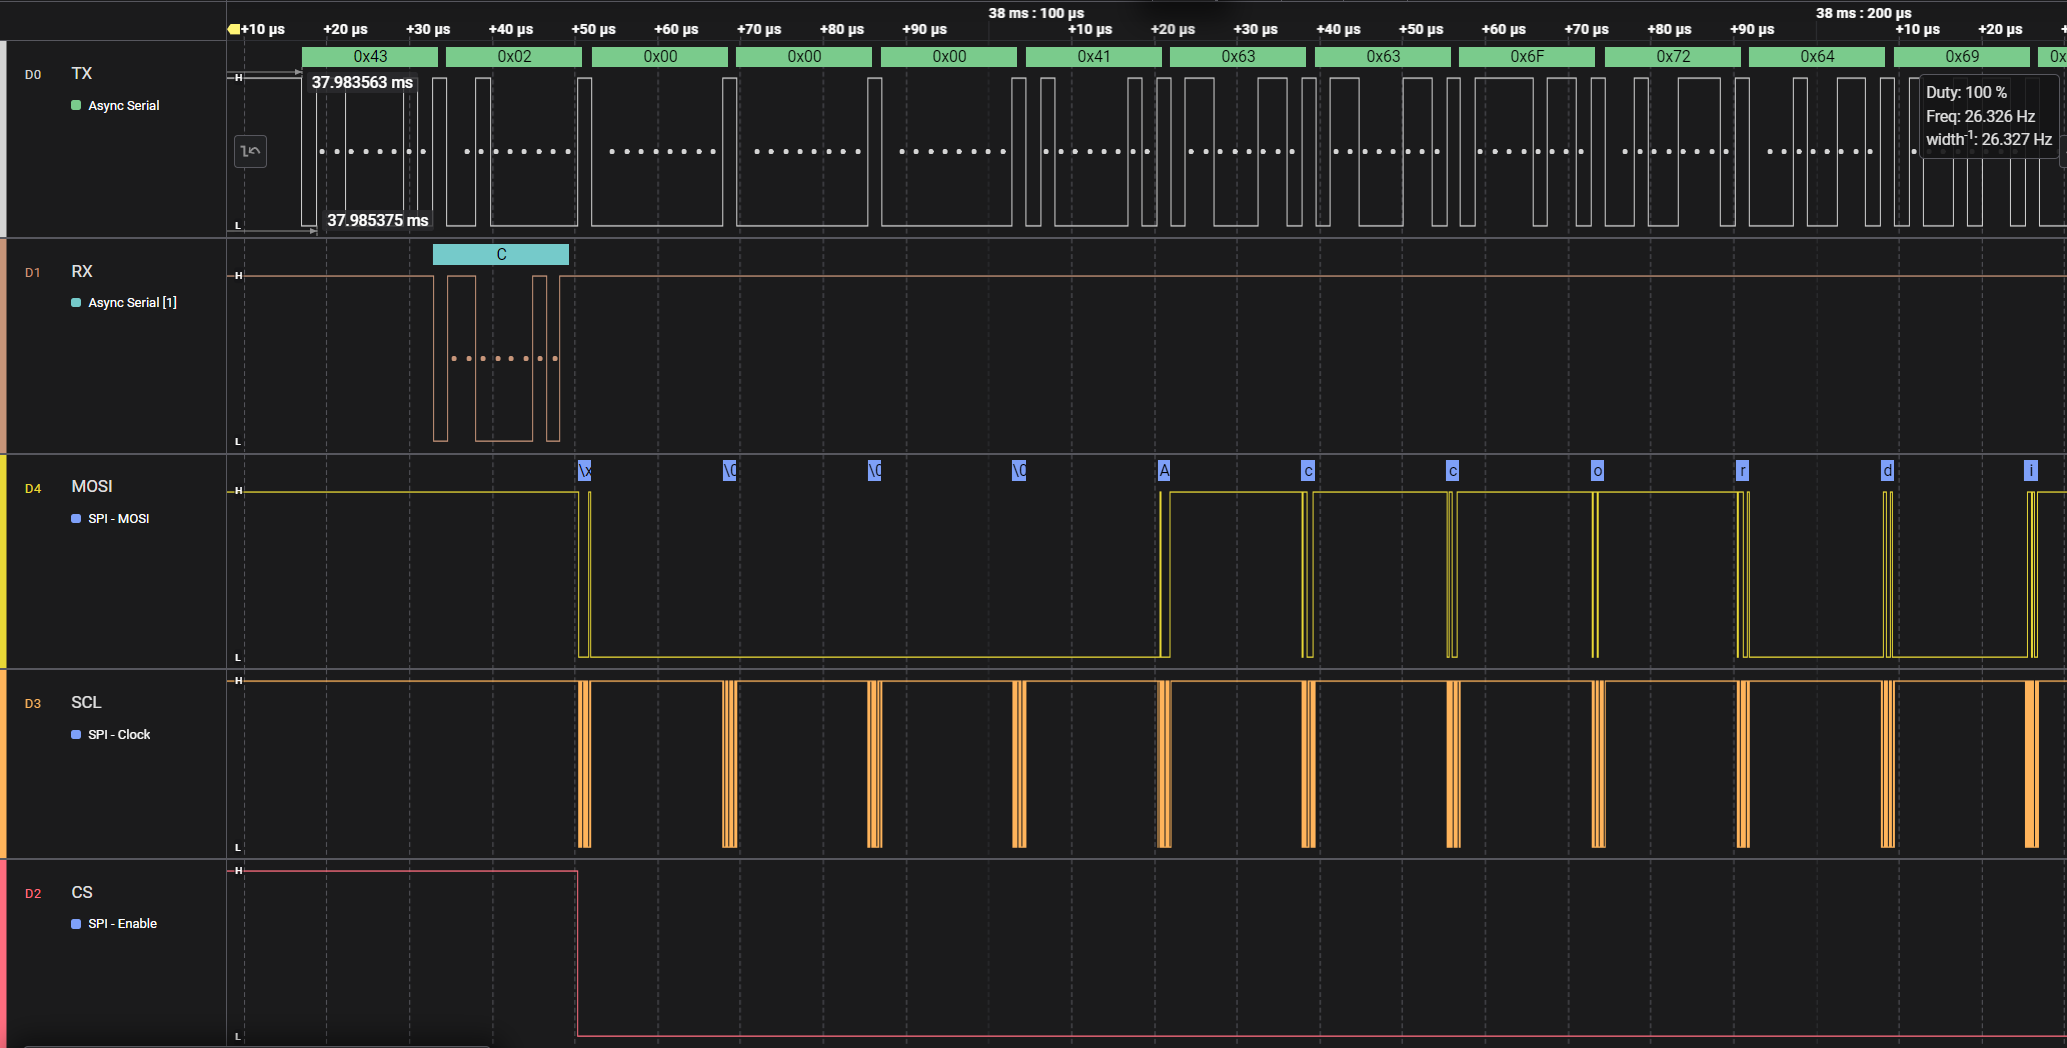 38 ms : 100 µs 38 ms : 200 µs
+10 µs +20 µs +30 µs +40 µs +50 µs +60 µs +70 µs +80 µs +90 µs +10 µs +20 µs +30 µs +40 µs +50 µs +60 µs +70 µs +80 µs +90 µs +10 µs +20 µs
D0 TX
Async Serial
0x43 0x02 0x00 0x00 0x00 0x41 0x63 0x63 0x6F 0x72 0x64 0x69 0x
H
37.983563 ms
37.985375 ms
L
Duty: 100 %
Freq: 26.326 Hz
width-1: 26.327 Hz
D1 RX
Async Serial [1]
C
H
L
D4 MOSI
SPI - MOSI
\x \0 \0 \0 A c c o r d i
H
L
D3 SCL
SPI - Clock
H
L
D2 CS
SPI - Enable
H
L